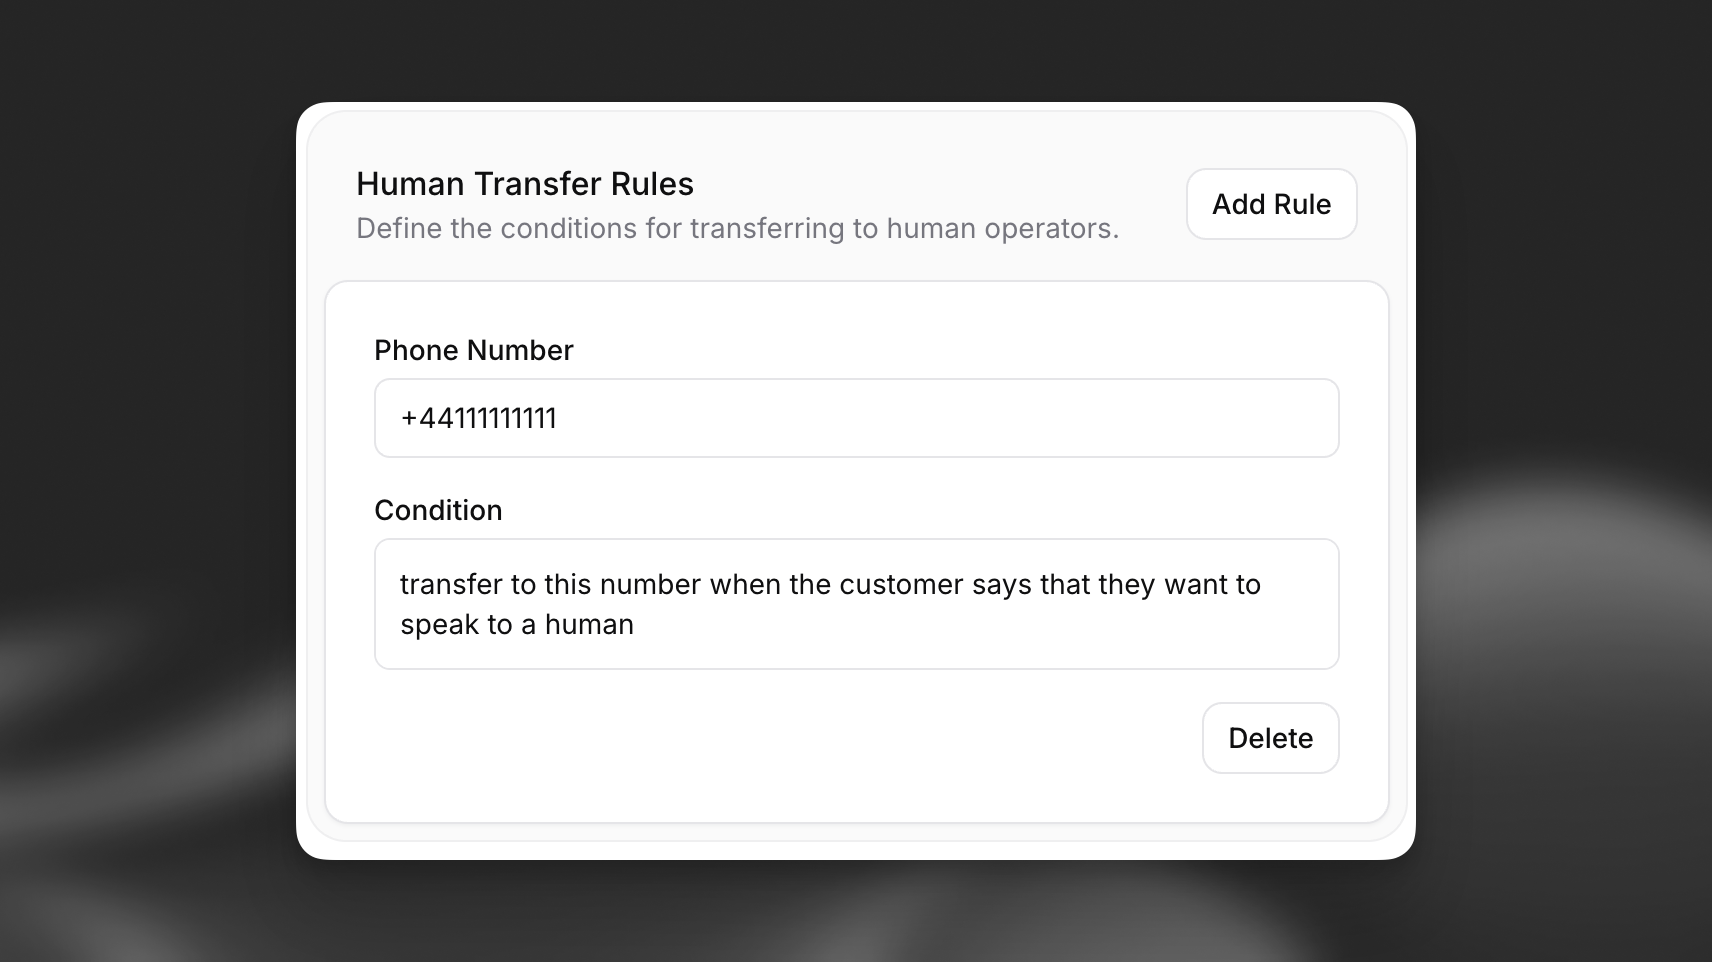 Human Transfer Rules
Define the conditions for transferring to human operators.
Add Rule
Phone Number
+44111111111
Condition
transfer to this number when the customer says that they want to
speak to a human
Delete